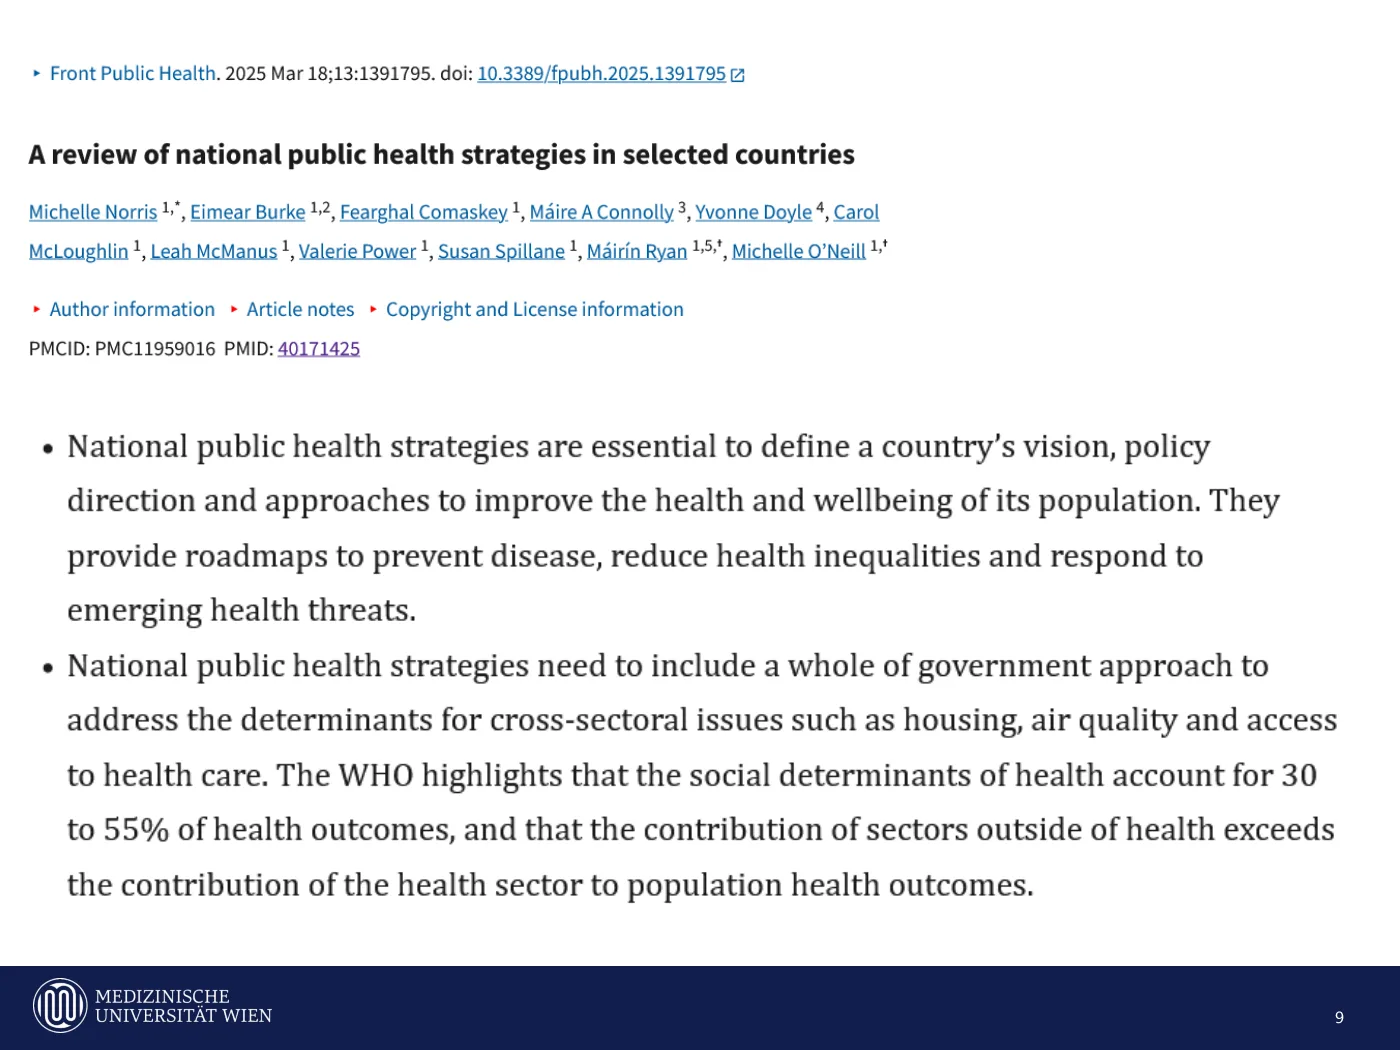 ‣ Front Public Health. 2025 Mar 18;13:1391795. doi: 10.3389/fpubh.2025.1391795
A review of national public health strategies in selected countries
Michelle Norris 1,*, Eimear Burke 1,2, Fearghal Comaskey 1, Máire A Connolly 3, Yvonne Doyle 4, Carol
McLoughlin 1, Leah McManus 1, Valerie Power 1, Susan Spillane 1, Máirín Ryan 1,5,†, Michelle O’Neill 1,†
‣ Author information ‣ Article notes ‣ Copyright and License information
PMCID: PMC11959016 PMID: 40171425
• National public health strategies are essential to define a country’s vision, policy
direction and approaches to improve the health and wellbeing of its population. They
provide roadmaps to prevent disease, reduce health inequalities and respond to
emerging health threats.
• National public health strategies need to include a whole of government approach to
address the determinants for cross-sectoral issues such as housing, air quality and access
to health care. The WHO highlights that the social determinants of health account for 30
to 55% of health outcomes, and that the contribution of sectors outside of health exceeds
the contribution of the health sector to population health outcomes.
MEDIZINISCHE
UNIVERSITÄT WIEN
9